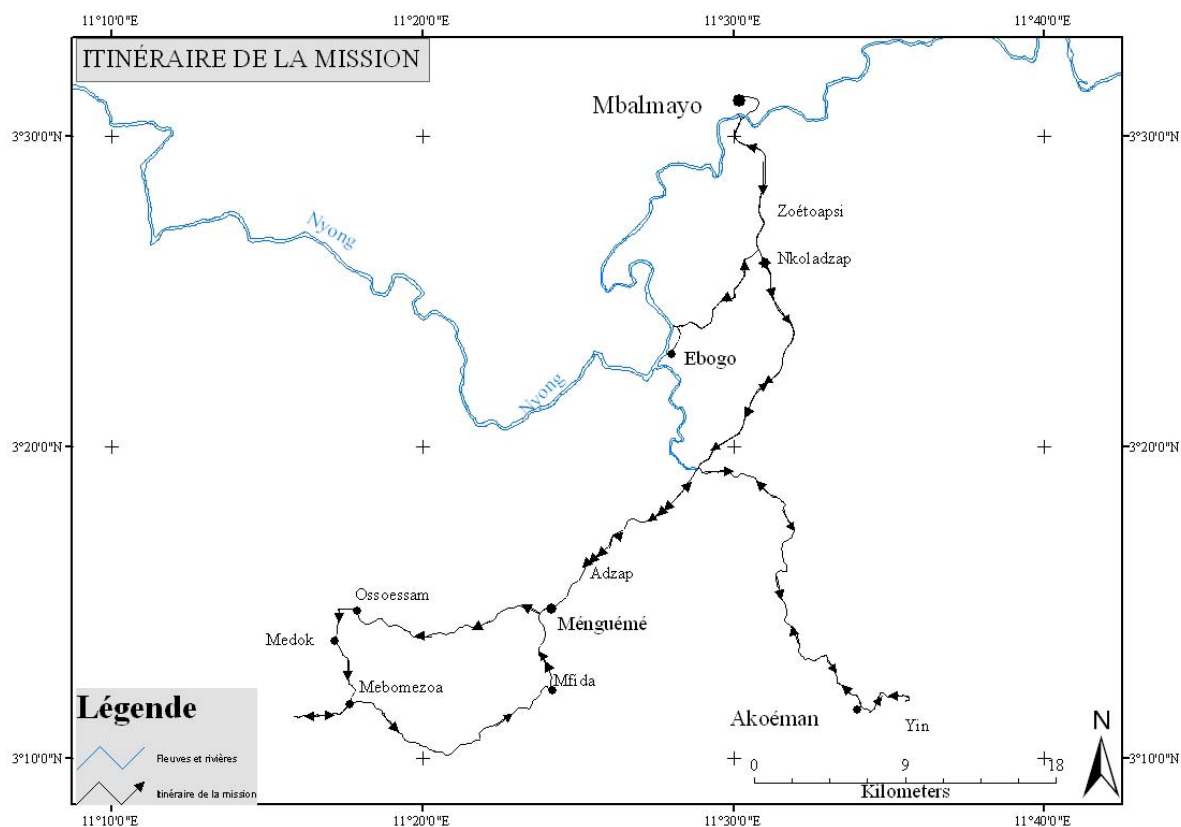 11°10'0"E
11°20'0"E
11°30'0"E
11°40'0"E
ITINÉRAIRE DE LA MISSION
Mbalmayo
3°30'0"N
3°30'0"N
Zoétoapsi
Nyong
Nkoladzap
Ebogo
Nyong
3°20'0"N
3°20'0"N
Adzap
Ossoessam
Ménguémé
Medok
Mfida
Mebomezoa
Légende
Akoéman
Yin
N
Fleuves et rivières
3°10'0"N
3°10'0"N
0 9 18
Kilometers
Itinéraire de la mission
11°10'0"E
11°20'0"E
11°30'0"E
11°40'0"E